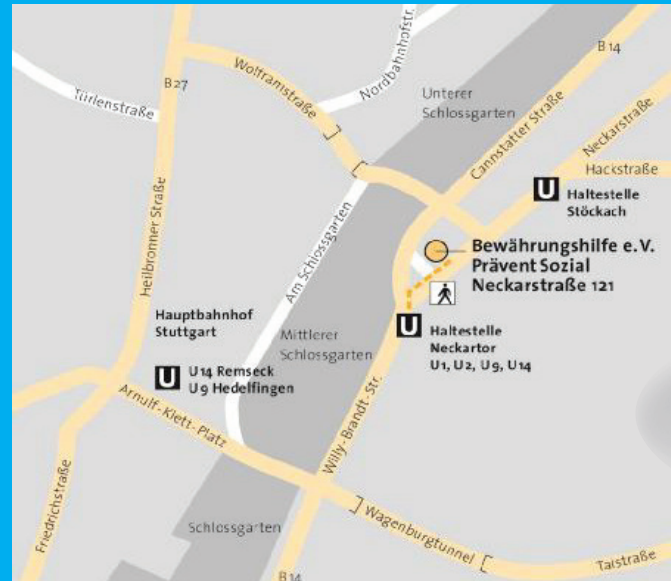 B 14
B 27
Wolframstraße
Nordbahnhofstr.
Türlenstraße
Unterer
Schlossgarten
Cannstatter Straße
Neckarstraße
Hackstraße
U
Haltestelle
Stöckach
Heilbronner Straße
Am Schlossgarten
Bewährungshilfe e.V.
Prävent Sozial
Neckarstraße 121
Hauptbahnhof
Stuttgart
Mittlerer
Schlossgarten
U
Haltestelle
Neckartor
U1, U2, U9, U14
U
U14 Remseck
U9 Hedelfingen
Arnulf-Klett-Platz
Willy-Brandt-Str.
Friedrichstraße
Schlossgarten
Wagenburgtunnel
Talstraße
B 14